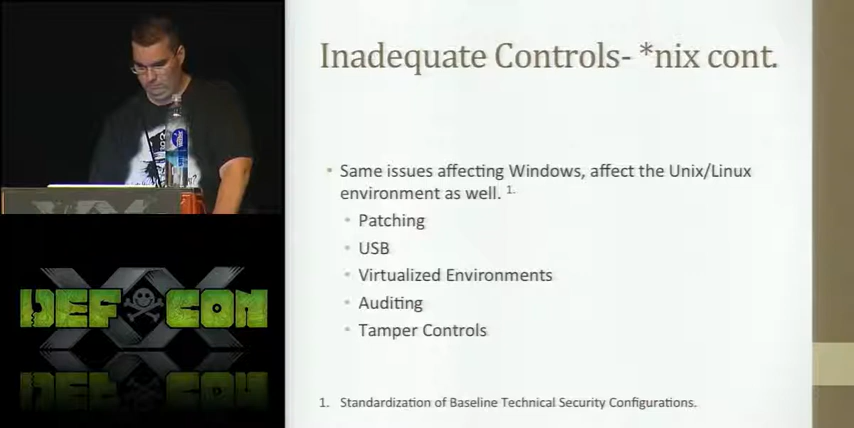 Inadequate Controls- *nix cont.
• Same issues affecting Windows, affect the Unix/Linux
environment as well. 1.
• Patching
• USB
• Virtualized Environments
• Auditing
• Tamper Controls
1. Standardization of Baseline Technical Security Configurations.
XX
DEF CON